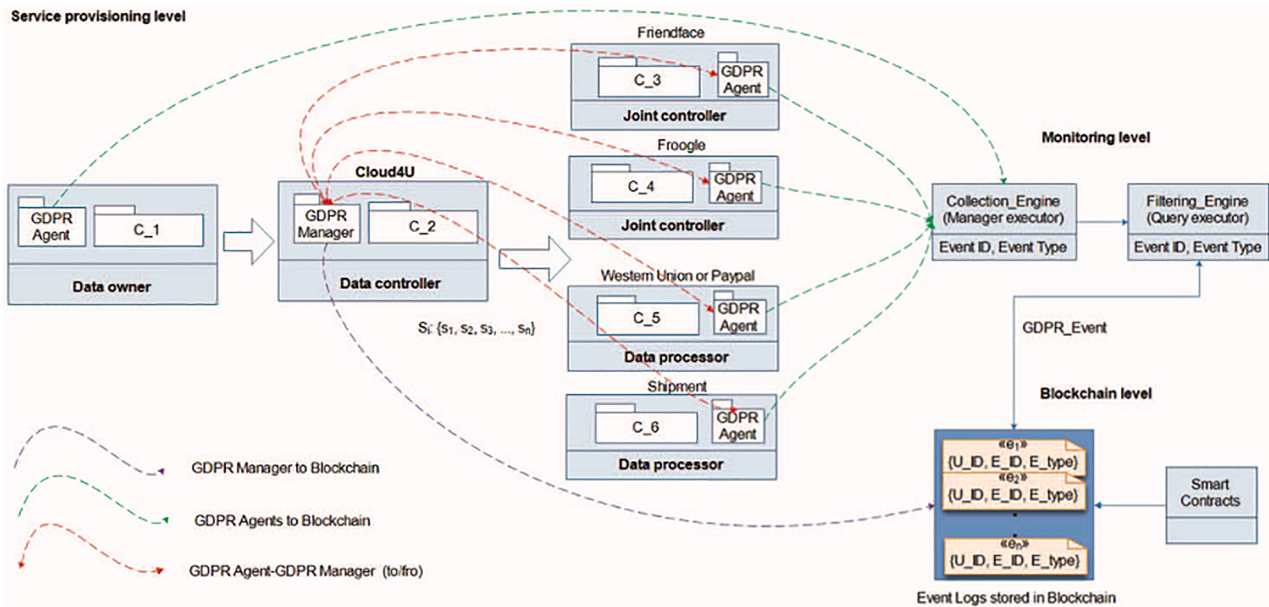 Service provisioning level
Friendface
C_3
GDPR
Agent
Joint controller
Froogle
C_4
GDPR
Agent
Joint controller
Monitoring level
Cloud4U
GDPR
Agent
C_1
Data owner
GDPR
Manager
C_2
Data controller
Collection_Engine
(Manager executor)
Event ID, Event Type
Filtering_Engine
(Query executor)
Event ID, Event Type
Western Union or Paypal
C_5
GDPR
Agent
Data processor
Sᵢ: {s₁, s₂, s₃, ..., sₙ}
GDPR_Event
Shipment
C_6
GDPR
Agent
Data processor
Blockchain level
«e₁»
{U_ID, E_ID, E_type}
«e₂»
{U_ID, E_ID, E_type}
«eₙ»
{U_ID, E_ID, E_type}
Smart
Contracts
Event Logs stored in Blockchain
GDPR Manager to Blockchain
GDPR Agents to Blockchain
GDPR Agent-GDPR Manager (to/fro)